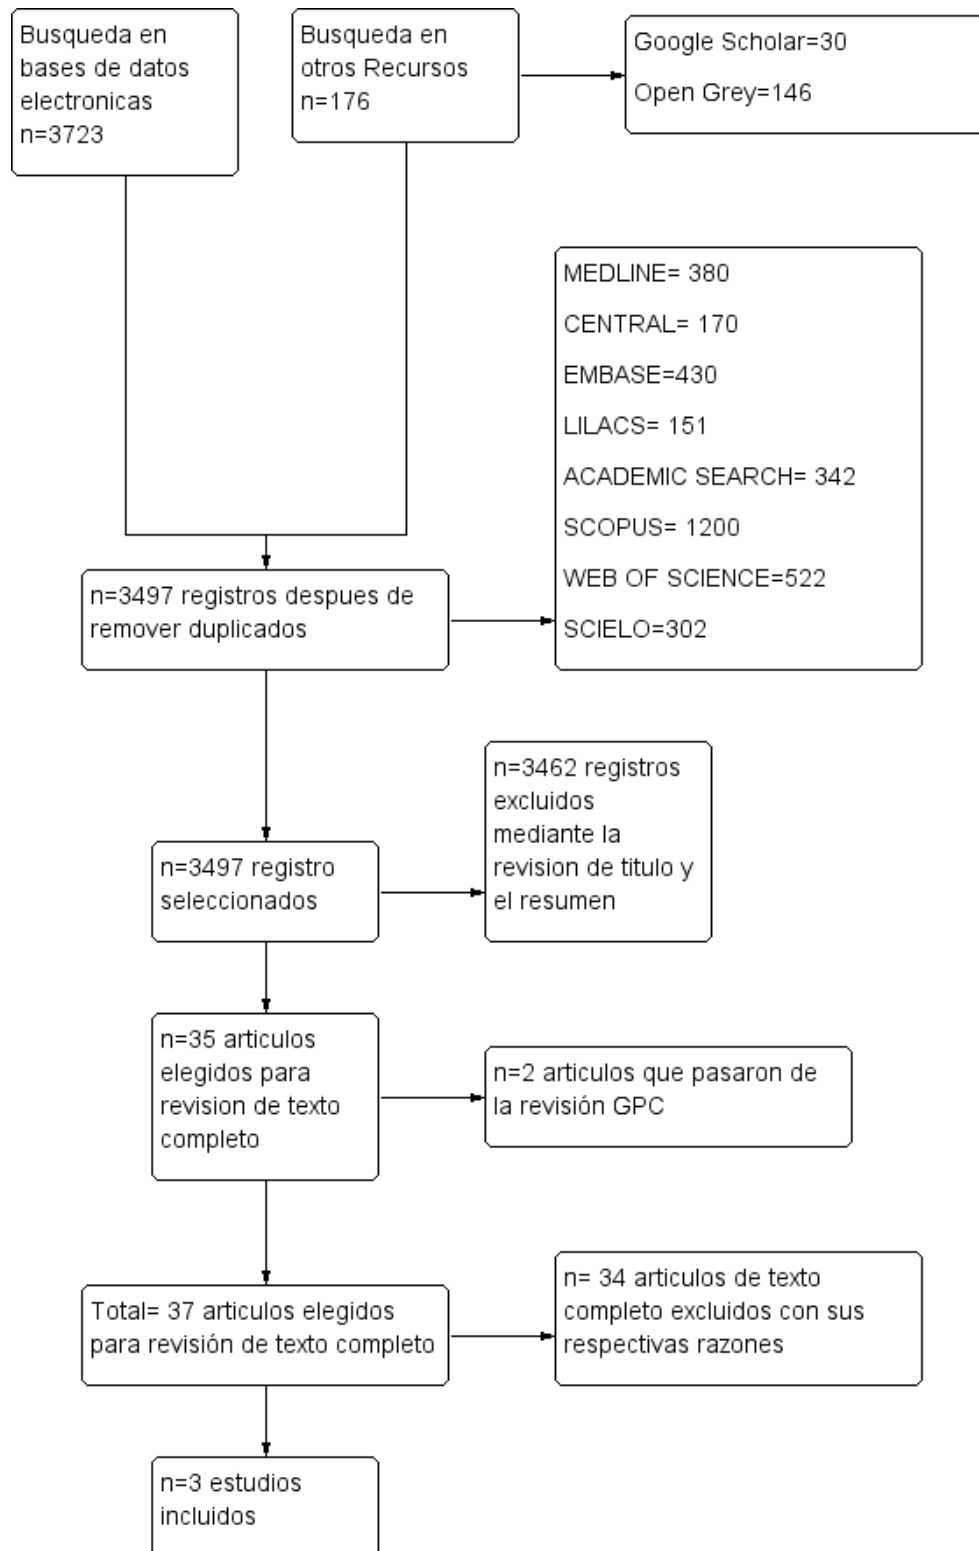 Busqueda en
bases de datos
electronicas
n=3723
Busqueda en
otros Recursos
n=176
Google Scholar=30
Open Grey=146
MEDLINE= 380
CENTRAL= 170
EMBASE=430
LILACS= 151
ACADEMIC SEARCH= 342
SCOPUS= 1200
WEB OF SCIENCE=522
SCIELO=302
n=3497 registros despues de
remover duplicados
n=3462 registros
excluidos
mediante la
revision de titulo y
el resumen
n=3497 registro
seleccionados
n=35 articulos
elegidos para
revision de texto
completo
n=2 articulos que pasaron de
la revisión GPC
n= 34 articulos de texto
completo excluidos con sus
respectivas razones
Total= 37 articulos elegidos
para revisión de texto completo
n=3 estudios
incluidos